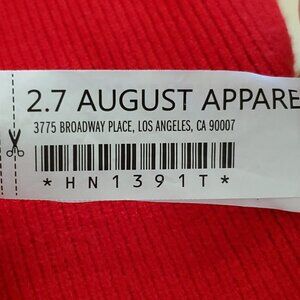 2.7 AUGUST APPARE
3775 BROADWAY PLACE, LOS ANGELES, CA 90007
*HN1391T*